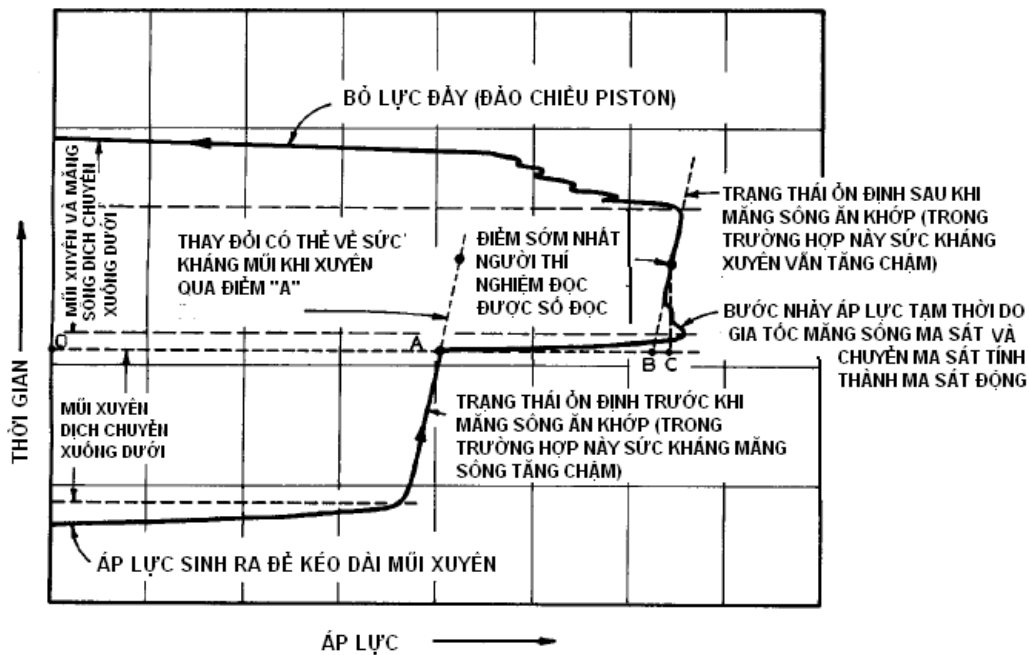 BỎ LỰC ĐẨY (ĐẢO CHIỀU PISTON)
MŨI XUYÊN VÀ MĂNG
SÔNG DỊCH CHUYỂN
XUỐNG DƯỚI
TRẠNG THÁI ỔN ĐỊNH SAU KHI
MĂNG SÔNG ĂN KHỚP (TRONG
TRƯỜNG HỢP NÀY SỨC KHÁNG
XUYÊN VẪN TĂNG CHẬM)
THAY ĐỔI CÓ THỂ VỀ SỨC
KHÁNG MŨI KHI XUYÊN
QUA ĐIỂM "A"
ĐIỂM SỚM NHẤT
NGƯỜI THÍ
NGHIỆM ĐỌC
ĐƯỢC SỐ ĐỌC
BƯỚC NHẢY ÁP LỰC TẠM THỜI DO
GIA TỐC MĂNG SÔNG MA SÁT VÀ
CHUYỂN MA SÁT TÍNH
THÀNH MA SÁT ĐỘNG
O
A
B
C
THỜI GIAN
MŨI XUYÊN
DỊCH CHUYỂN
XUỐNG DƯỚI
TRẠNG THÁI ỔN ĐỊNH TRƯỚC KHI
MĂNG SÔNG ĂN KHỚP (TRONG
TRƯỜNG HỢP NÀY SỨC KHÁNG MĂNG
SÔNG TĂNG CHẬM)
ÁP LỰC SINH RA ĐỂ KÉO DÀI MŨI XUYÊN
ÁP LỰC